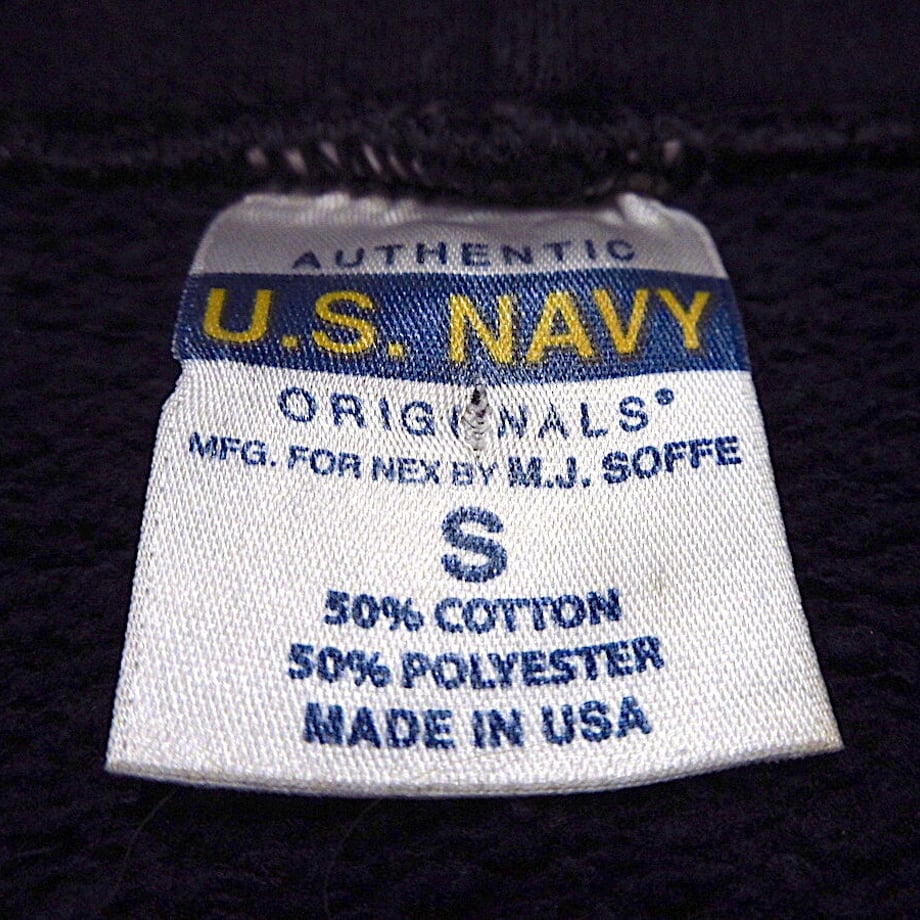 AUTHENTIC
U.S. NAVY
ORIGINALS®
MFG. FOR NEX BY M.J. SOFFE
S
50% COTTON
50% POLYESTER
MADE IN USA